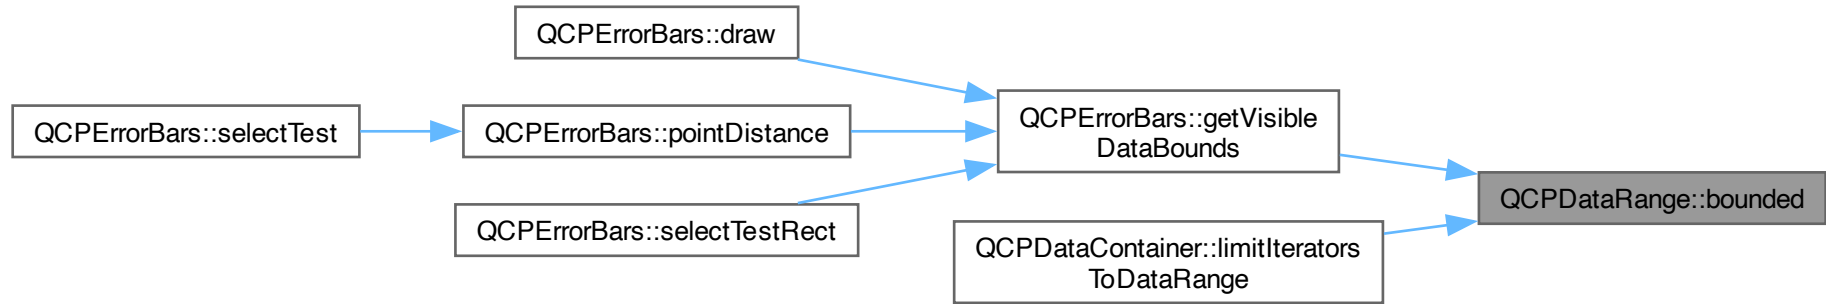 QCPErrorBars::draw
QCPErrorBars::selectTest
QCPErrorBars::pointDistance
QCPErrorBars::getVisible
DataBounds
QCPDataRange::bounded
QCPErrorBars::selectTestRect
QCPDataContainer::limitIterators
ToDataRange